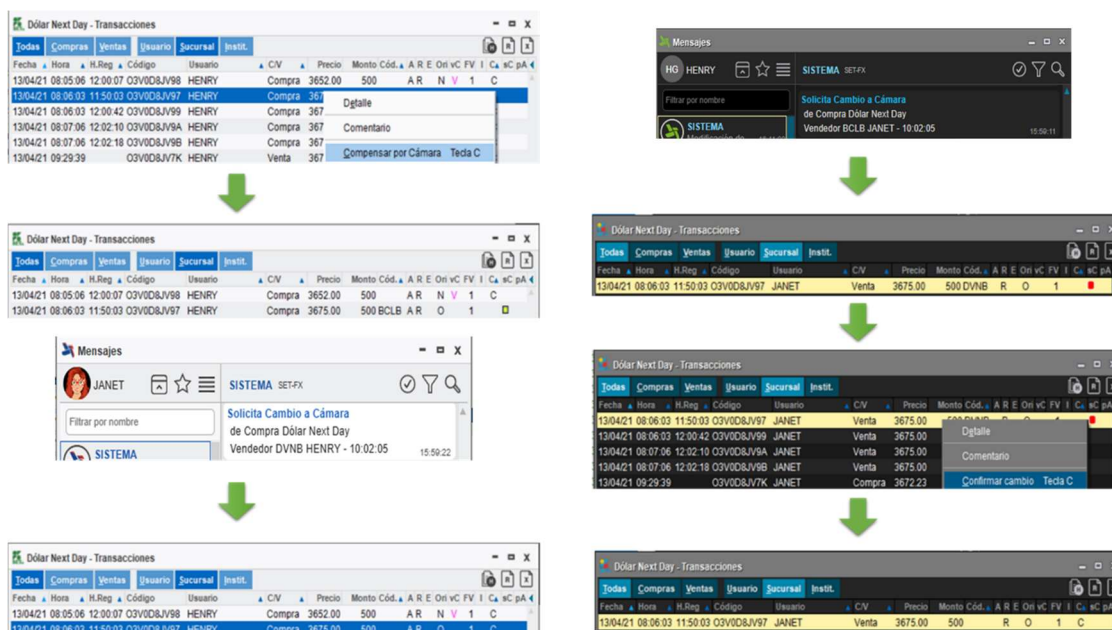 Dólar Next Day - Transacciones
Todas Compras Ventas Usuario Sucursal Instit.
Fecha Hora H.Reg Código Usuario C/V Precio Monto Cód. A R E Ori vC FV I C sC pA
13/04/21 08:05:06 12:00:07 O3V0D8JV98 HENRY Compra 3652.00 500 A R N V 1 C
13/04/21 08:06:03 11:50:03 O3V0D8JV97 HENRY Compra 367
13/04/21 08:06:03 12:00:42 O3V0D8JV99 HENRY Compra 367
13/04/21 08:07:06 12:02:10 O3V0D8JV9A HENRY Compra 367
13/04/21 08:07:06 12:02:18 O3V0D8JV9B HENRY Compra 367
13/04/21 09:29:39 O3V0D8JV7K HENRY Venta 367
Detalle
Comentario
Compensar por Cámara Tecla C
Dólar Next Day - Transacciones
Todas Compras Ventas Usuario Sucursal Instit.
Fecha Hora H.Reg Código Usuario C/V Precio Monto Cód. A R E Ori vC FV I C sC pA
13/04/21 08:05:06 12:00:07 O3V0D8JV98 HENRY Compra 3652.00 500 A R N V 1 C
13/04/21 08:06:03 11:50:03 O3V0D8JV97 HENRY Compra 3675.00 500 BCLB A R O 1
Mensajes
JANET SISTEMA SET-FX
Filtrar por nombre
SISTEMA
Solicita Cambio a Cámara
de Compra Dòlar Next Day
Vendedor DVNB HENRY - 10:02:05 15:59:22
Dólar Next Day - Transacciones
Todas Compras Ventas Usuario Sucursal Instit.
Fecha Hora H.Reg Código Usuario C/V Precio Monto Cód. A R E Ori vC FV I C sC pA
13/04/21 08:05:06 12:00:07 O3V0D8JV98 HENRY Compra 3652.00 500 A R N V 1 C
13/04/21 08:06:03 11:50:03 O3V0D8JV97 HENRY Compra 3675.00 500 A R O 1 C
Mensajes
HG HENRY SISTEMA SET-FX
Filtrar por nombre
SISTEMA
Modificación de
Solicita Cambio a Cámara
de Compra Dòlar Next Day
Vendedor BCLB JANET - 10:02:05 15:59:11
Dólar Next Day - Transacciones
Todas Compras Ventas Usuario Sucursal Instit.
Fecha Hora H.Reg Código Usuario C/V Precio Monto Cód. A R E Ori vC FV I C sC pA
13/04/21 08:06:03 11:50:03 O3V0D8JV97 JANET Venta 3675.00 500 DVNB R O 1
Dólar Next Day - Transacciones
Todas Compras Ventas Usuario Sucursal Instit.
Fecha Hora H.Reg Código Usuario C/V Precio Monto Cód. A R E Ori vC FV I C sC pA
13/04/21 08:06:03 11:50:03 O3V0D8JV97 JANET Venta 3675.00
13/04/21 08:06:03 12:00:42 O3V0D8JV99 JANET Venta 3675.00
13/04/21 08:07:06 12:02:10 O3V0D8JV9A JANET Venta 3675.00
13/04/21 08:07:06 12:02:18 O3V0D8JV9B JANET Venta 3675.00
13/04/21 09:29:39 O3V0D8JV7K JANET Compra 3672.23
Detalle
Comentario
Confirmar cambio Tecla C
Dólar Next Day - Transacciones
Todas Compras Ventas Usuario Sucursal Instit.
Fecha Hora H.Reg Código Usuario C/V Precio Monto Cód. A R E Ori vC FV I C sC pA
13/04/21 08:06:03 11:50:03 O3V0D8JV97 JANET Venta 3675.00 500 R O 1 C